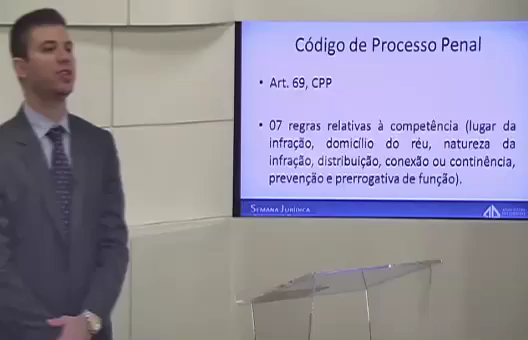 Código de Processo Penal
• Art. 69, CPP
• 07 regras relativas à competência (lugar da
infração, domicílio do réu, natureza da
infração, distribuição, conexão ou continência,
prevenção e prerrogativa de função).
SEMANA JURÍDICA